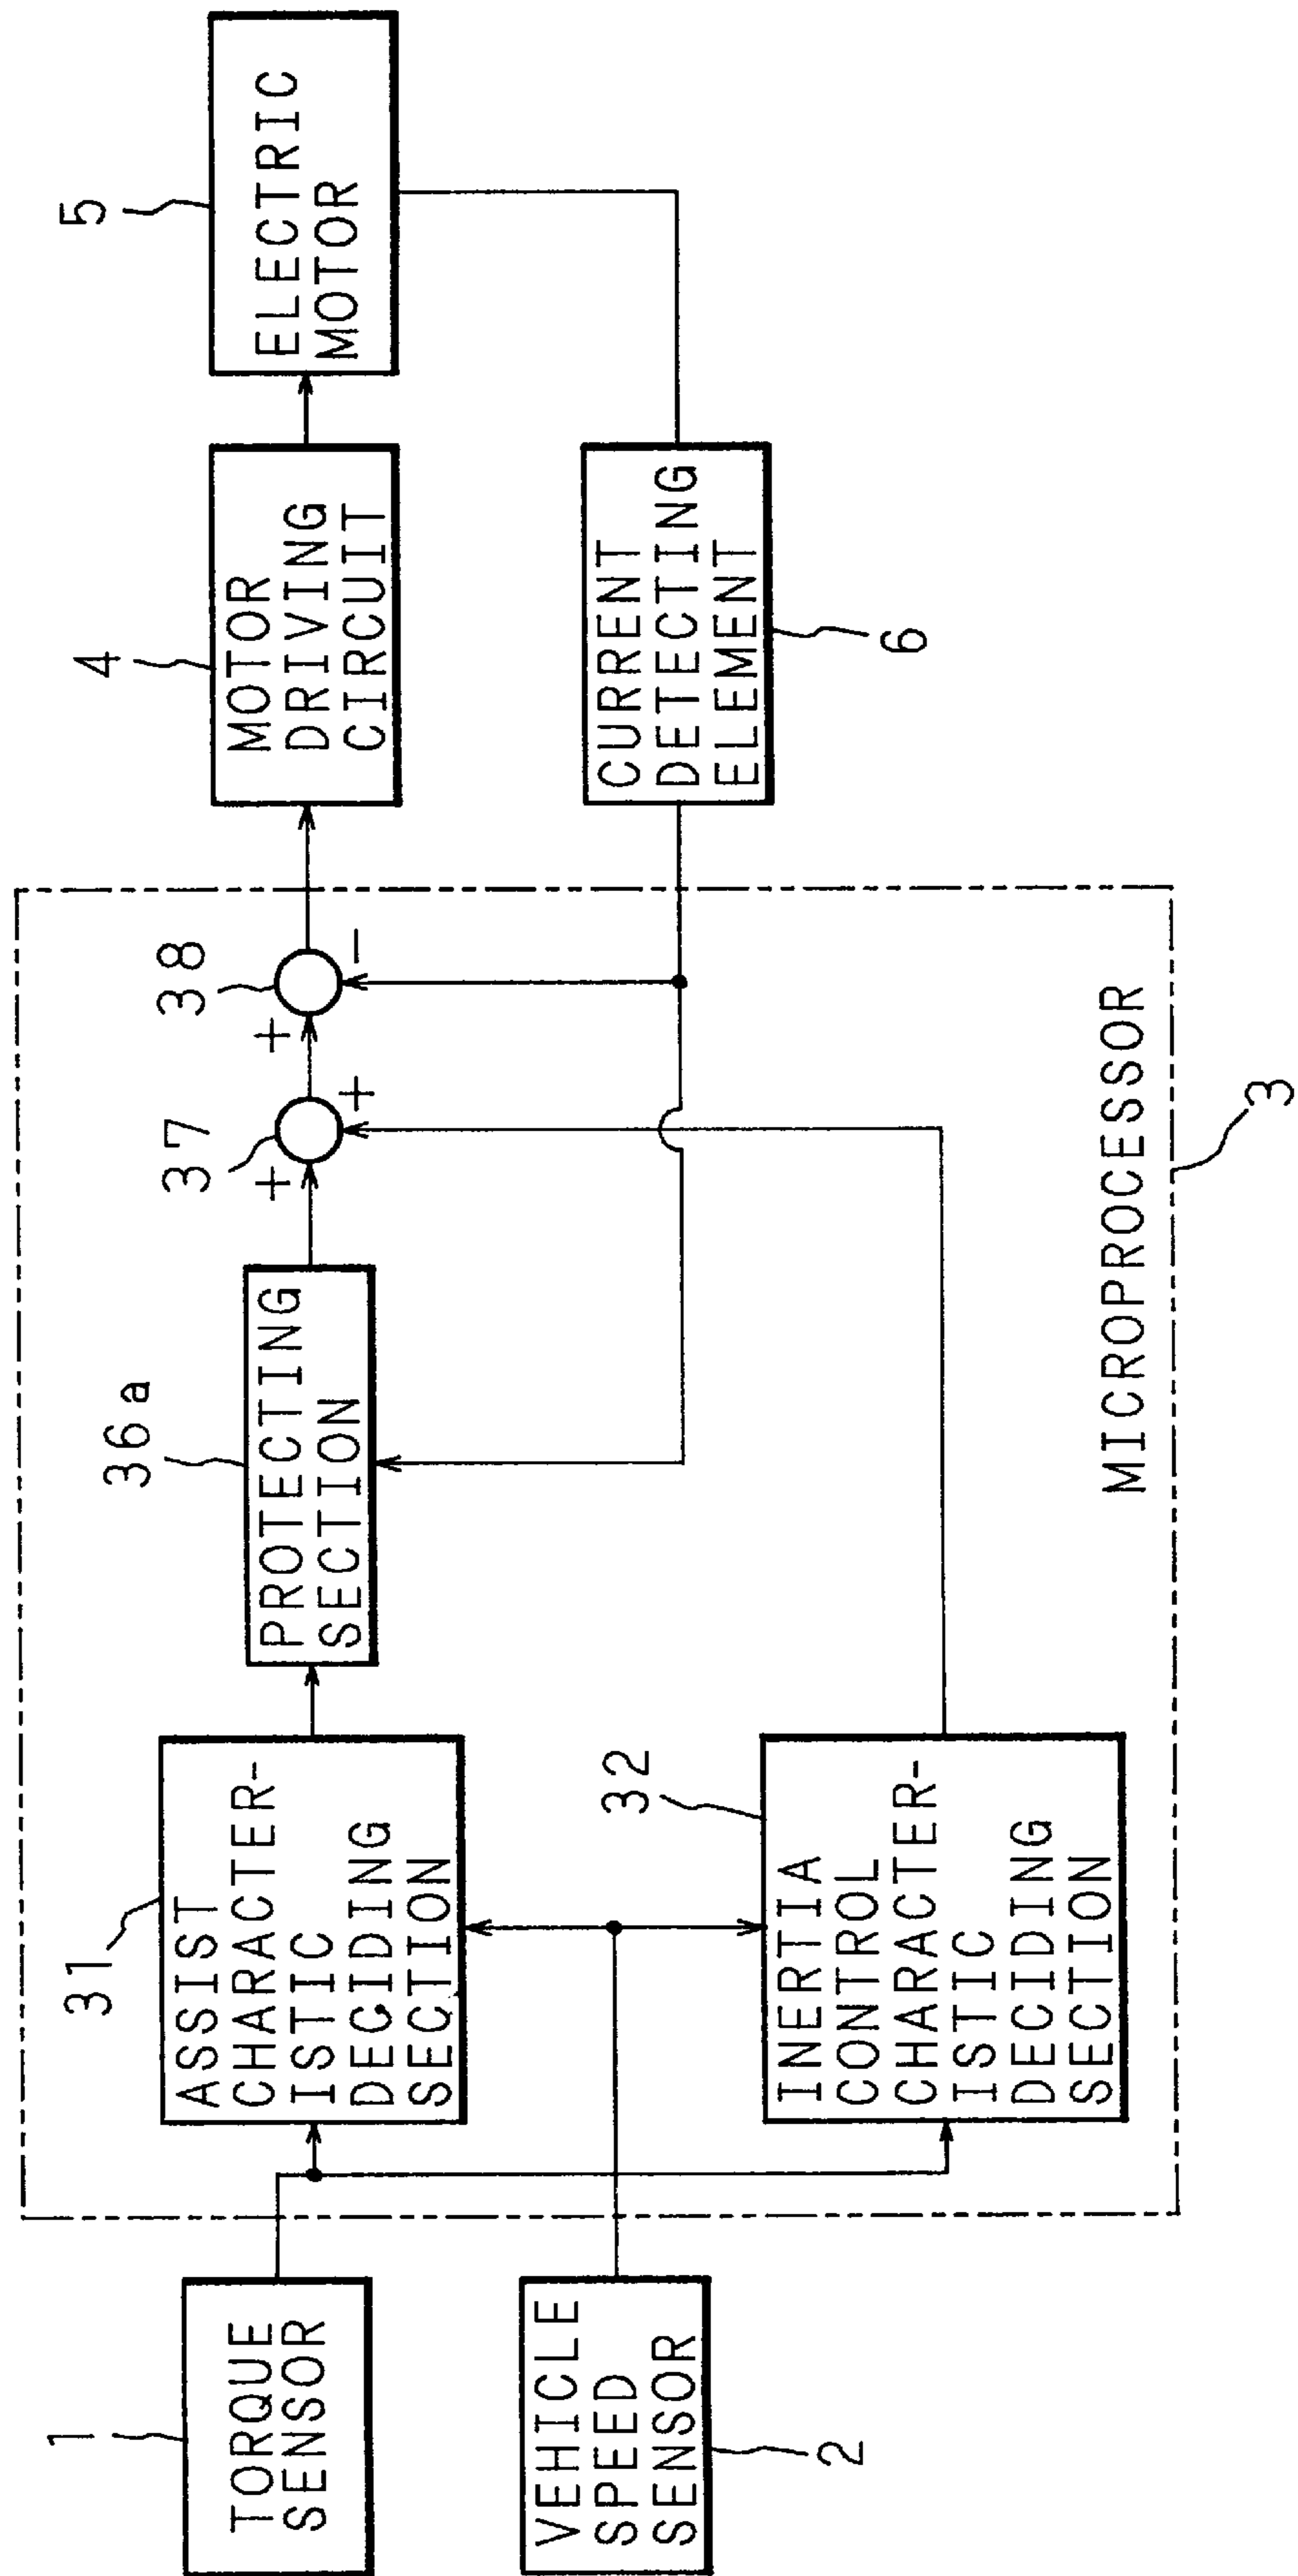 1
TORQUE
SENSOR
VEHICLE
SPEED
SENSOR
2
31
ASSIST
CHARACTER-
ISTIC
DECIDING
SECTION
32
INERTIA
CONTROL
CHARACTER-
ISTIC
DECIDING
SECTION
36a
PROTECTING
SECTION
37
+
+
38
+
−
MICROPROCESSOR
3
4
MOTOR
DRIVING
CIRCUIT
5
ELECTRIC
MOTOR
CURRENT
DETECTING
ELEMENT
6